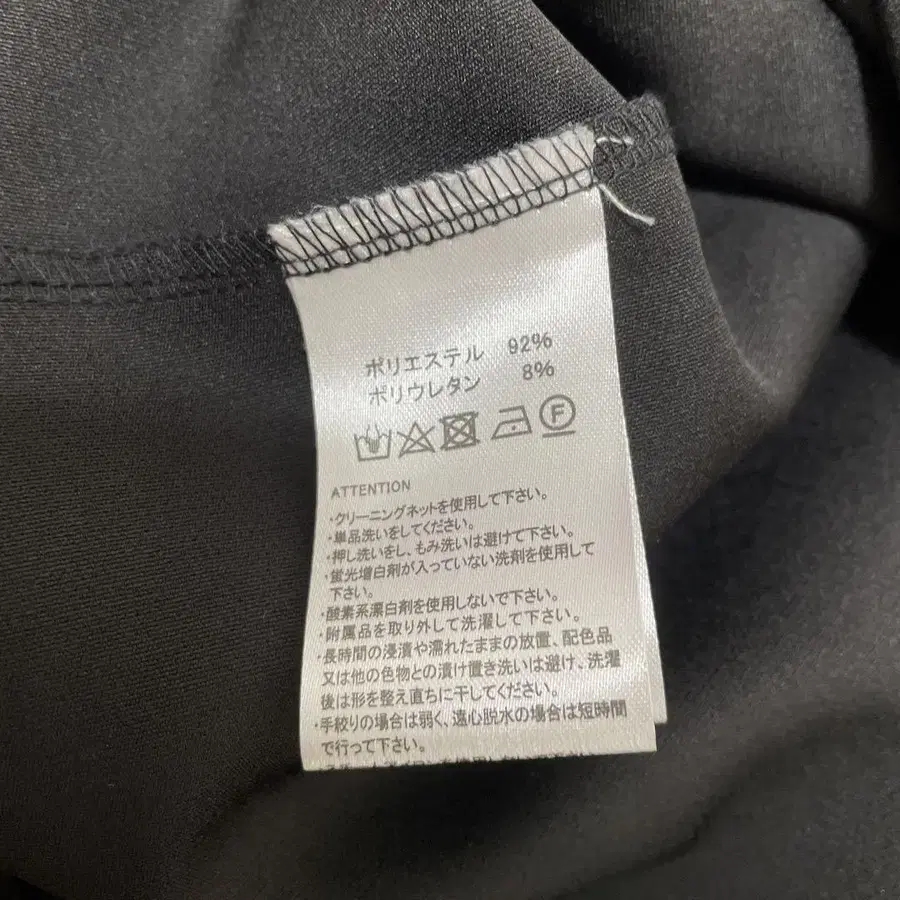 ポリエステル 92%
ポリウレタン 8%
F
ATTENTION
・クリーニングネットを使用して下さい。
・単品洗いをしてください。
・押し洗いをし、もみ洗いは避けて下さい。
・蛍光増白剤が入っていない洗剤を使用して
下さい。
・酸素系漂白剤を使用しないで下さい。
・附属品を取り外して洗濯して下さい。
・長時間の浸漬や濡れたままの放置、配色品
又は他の色物との漬け置き洗いは避け、洗濯
後は形を整え直ちに干してください。
・手絞りの場合は弱く、遠心脱水の場合は短時間
で行って下さい。